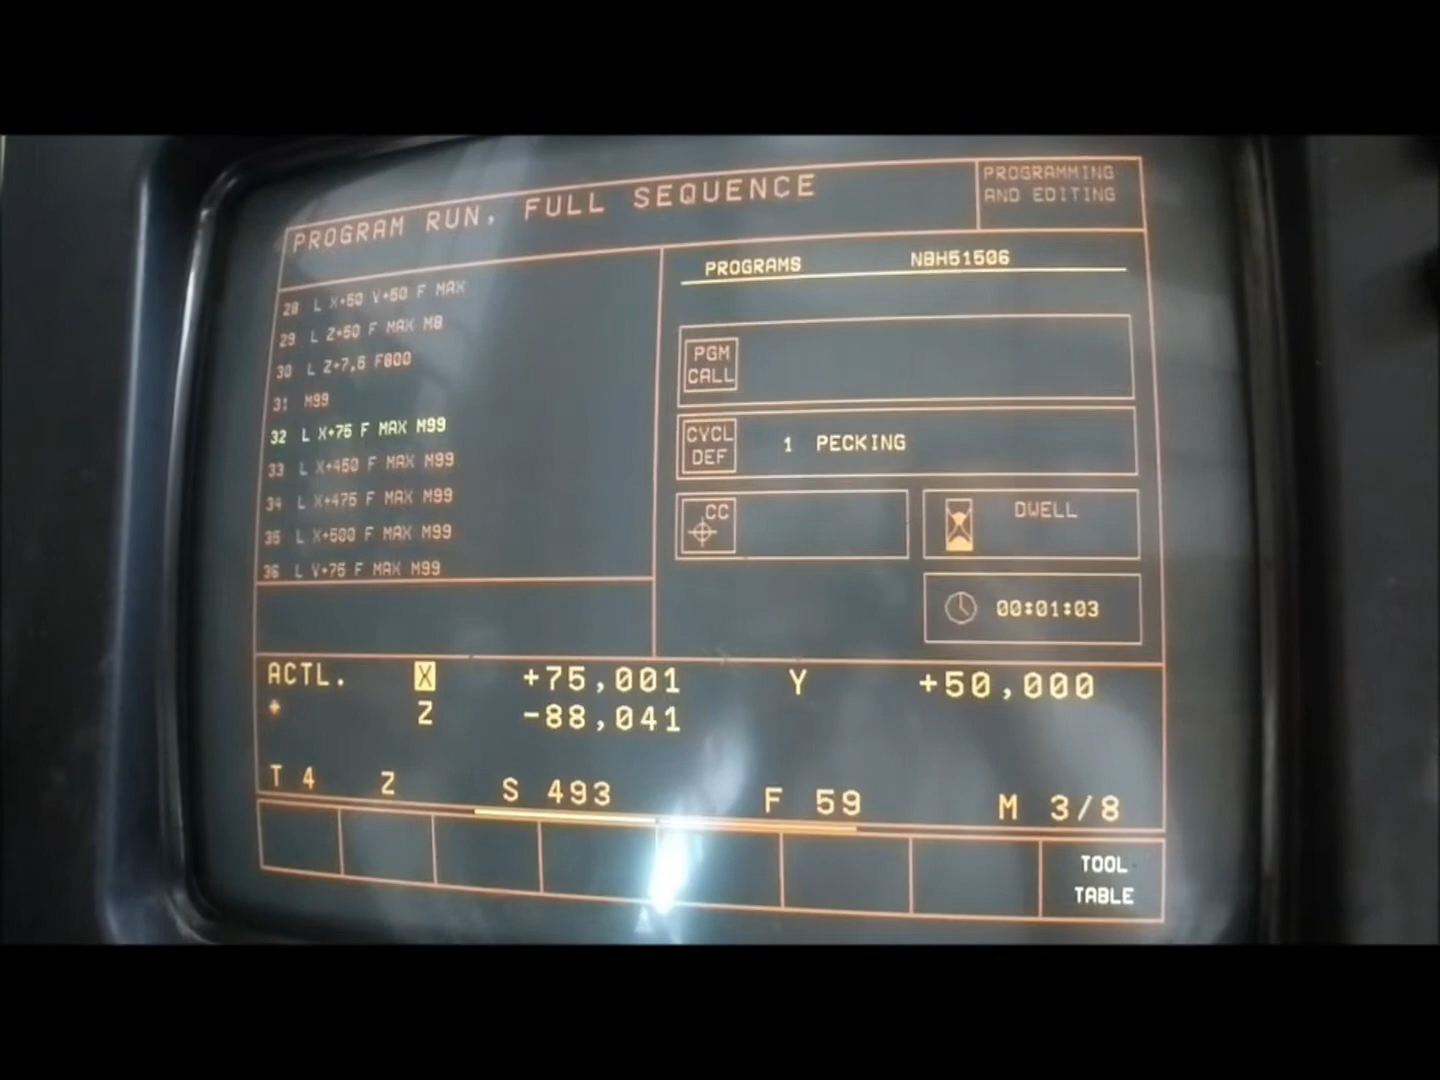 PROGRAM RUN, FULL SEQUENCE
PROGRAMMING
AND EDITING
28 L X+50 Y+50 F MAX
29 L Z+50 F MAX M8
30 L Z+7,5 F800
31 M99
32 L X+75 F MAX M99
33 L X+450 F MAX M99
34 L X+475 F MAX M99
35 L X+500 F MAX M99
36 L Y+75 F MAX M99
PROGRAMS NBH51506
PGM
CALL
CYCL
DEF
1 PECKING
CC
DWELL
00:01:03
ACTL. X +75,001 Y +50,000
* Z -88,041
T 4 Z S 493 F 59 M 3/8
TOOL
TABLE